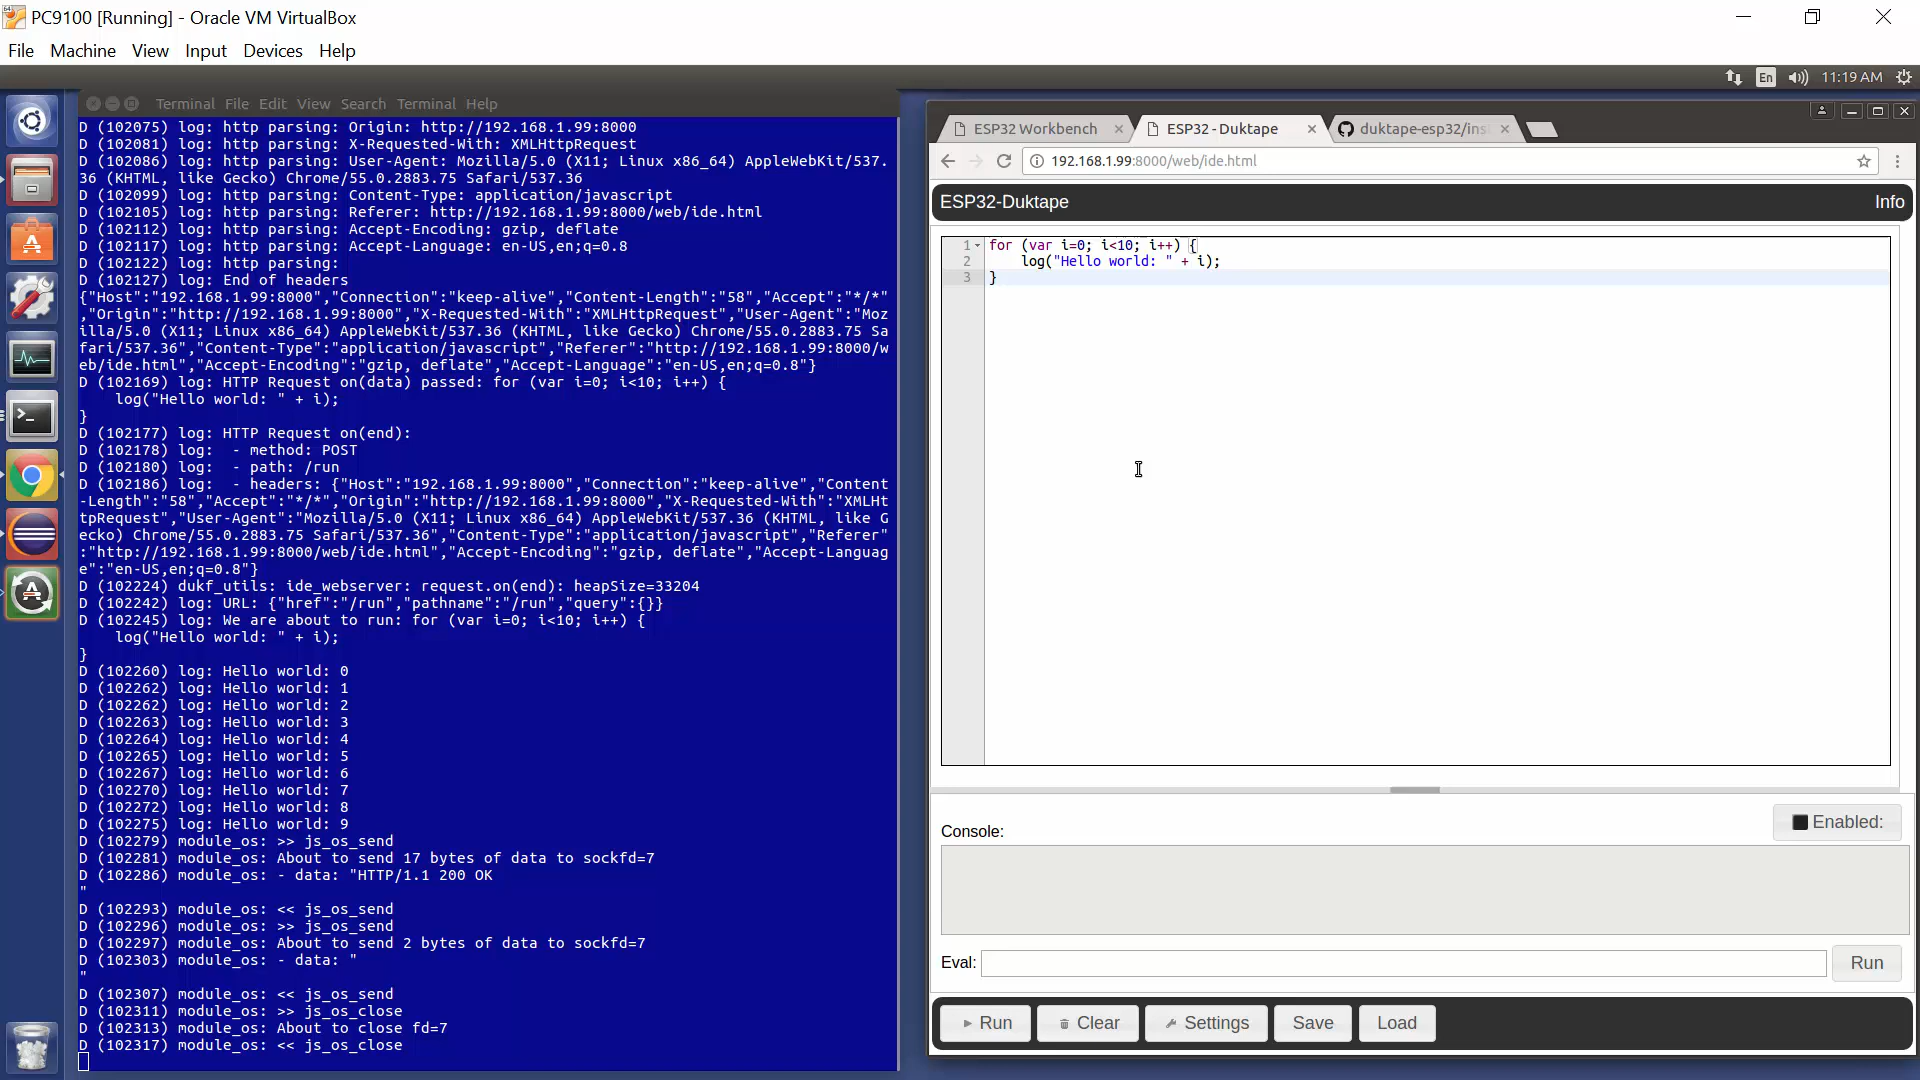 PC9100 [Running] - Oracle VM VirtualBox
File Machine View Input Devices Help
En 11:19 AM
Terminal File Edit View Search Terminal Help
D (102075) log: http parsing: Origin: http://192.168.1.99:8000
D (102081) log: http parsing: X-Requested-With: XMLHttpRequest
D (102086) log: http parsing: User-Agent: Mozilla/5.0 (X11; Linux x86_64) AppleWebKit/537.
36 (KHTML, like Gecko) Chrome/55.0.2883.75 Safari/537.36
D (102099) log: http parsing: Content-Type: application/javascript
D (102105) log: http parsing: Referer: http://192.168.1.99:8000/web/ide.html
D (102112) log: http parsing: Accept-Encoding: gzip, deflate
D (102117) log: http parsing: Accept-Language: en-US,en;q=0.8
D (102122) log: http parsing:
D (102127) log: End of headers
{"Host":"192.168.1.99:8000","Connection":"keep-alive","Content-Length":"58","Accept":"*/*"
,"Origin":"http://192.168.1.99:8000","X-Requested-With":"XMLHttpRequest","User-Agent":"Moz
illa/5.0 (X11; Linux x86_64) AppleWebKit/537.36 (KHTML, like Gecko) Chrome/55.0.2883.75 Sa
fari/537.36","Content-Type":"application/javascript","Referer":"http://192.168.1.99:8000/w
eb/ide.html","Accept-Encoding":"gzip, deflate","Accept-Language":"en-US,en;q=0.8"}
D (102169) log: HTTP Request on(data) passed: for (var i=0; i<10; i++) {
    log("Hello world: " + i);
}
D (102177) log: HTTP Request on(end):
D (102178) log:  - method: POST
D (102180) log:  - path: /run
D (102186) log:  - headers: {"Host":"192.168.1.99:8000","Connection":"keep-alive","Content
-Length":"58","Accept":"*/*","Origin":"http://192.168.1.99:8000","X-Requested-With":"XMLHt
tpRequest","User-Agent":"Mozilla/5.0 (X11; Linux x86_64) AppleWebKit/537.36 (KHTML, like G
ecko) Chrome/55.0.2883.75 Safari/537.36","Content-Type":"application/javascript","Referer"
:"http://192.168.1.99:8000/web/ide.html","Accept-Encoding":"gzip, deflate","Accept-Languag
e":"en-US,en;q=0.8"}
D (102224) dukf_utils: ide_webserver: request.on(end): heapSize=33204
D (102242) log: URL: {"href":"/run","pathname":"/run","query":{}}
D (102245) log: We are about to run: for (var i=0; i<10; i++) {
    log("Hello world: " + i);
}
D (102260) log: Hello world: 0
D (102262) log: Hello world: 1
D (102262) log: Hello world: 2
D (102263) log: Hello world: 3
D (102264) log: Hello world: 4
D (102265) log: Hello world: 5
D (102267) log: Hello world: 6
D (102270) log: Hello world: 7
D (102272) log: Hello world: 8
D (102275) log: Hello world: 9
D (102279) module_os: >> js_os_send
D (102281) module_os: About to send 17 bytes of data to sockfd=7
D (102286) module_os: - data: "HTTP/1.1 200 OK
"
D (102293) module_os: << js_os_send
D (102296) module_os: >> js_os_send
D (102297) module_os: About to send 2 bytes of data to sockfd=7
D (102303) module_os: - data: "
"
D (102307) module_os: << js_os_send
D (102311) module_os: >> js_os_close
D (102313) module_os: About to close fd=7
D (102317) module_os: << js_os_close
ESP32 Workbench
ESP32 - Duktape
duktape-esp32/ins
192.168.1.99:8000/web/ide.html
ESP32-Duktape
Info
1 for (var i=0; i<10; i++) {
2     log("Hello world: " + i);
3 }
Console:
Enabled:
Eval:
Run
Run
Clear
Settings
Save
Load